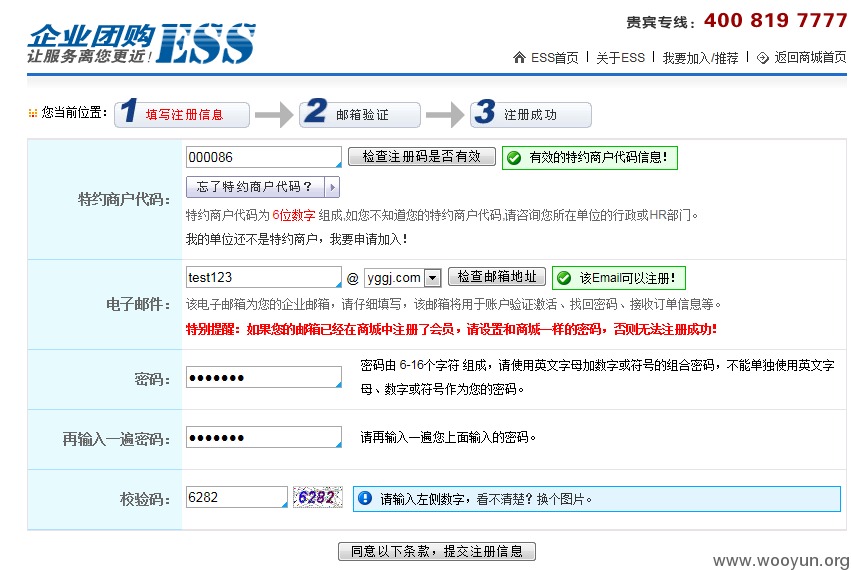 企业团购 ESS
让服务离您更近!
贵宾专线：400 819 7777
ESS首页 | 关于ESS | 我要加入/推荐 | 返回商城首页
您当前位置： 1 填写注册信息 2 邮箱验证 3 注册成功
特约商户代码： 000086 检查注册码是否有效 有效的特约商户代码信息!
忘了特约商户代码？
特约商户代码为 6位数字 组成,如您不知道您的特约商户代码,请咨询您所在单位的行政或HR部门。
我的单位还不是特约商户，我要申请加入!
电子邮件： test123 @ yggj.com 检查邮箱地址 该Email可以注册!
该电子邮箱为您的企业邮箱，请仔细填写，该邮箱将用于账户验证激活、找回密码、接收订单信息等。
特别提醒：如果您的邮箱已经在商城中注册了会员，请设置和商城一样的密码，否则无法注册成功!
密码： ●●●●●●● 密码由 6-16个字符 组成，请使用英文字母加数字或符号的组合密码，不能单独使用英文字
母、数字或符号作为您的密码。
再输入一遍密码： ●●●●●●● 请再输入一遍您上面输入的密码。
校验码： 6282 6282 请输入左侧数字，看不清楚？换个图片。
同意以下条款，提交注册信息
www.wooyun.org